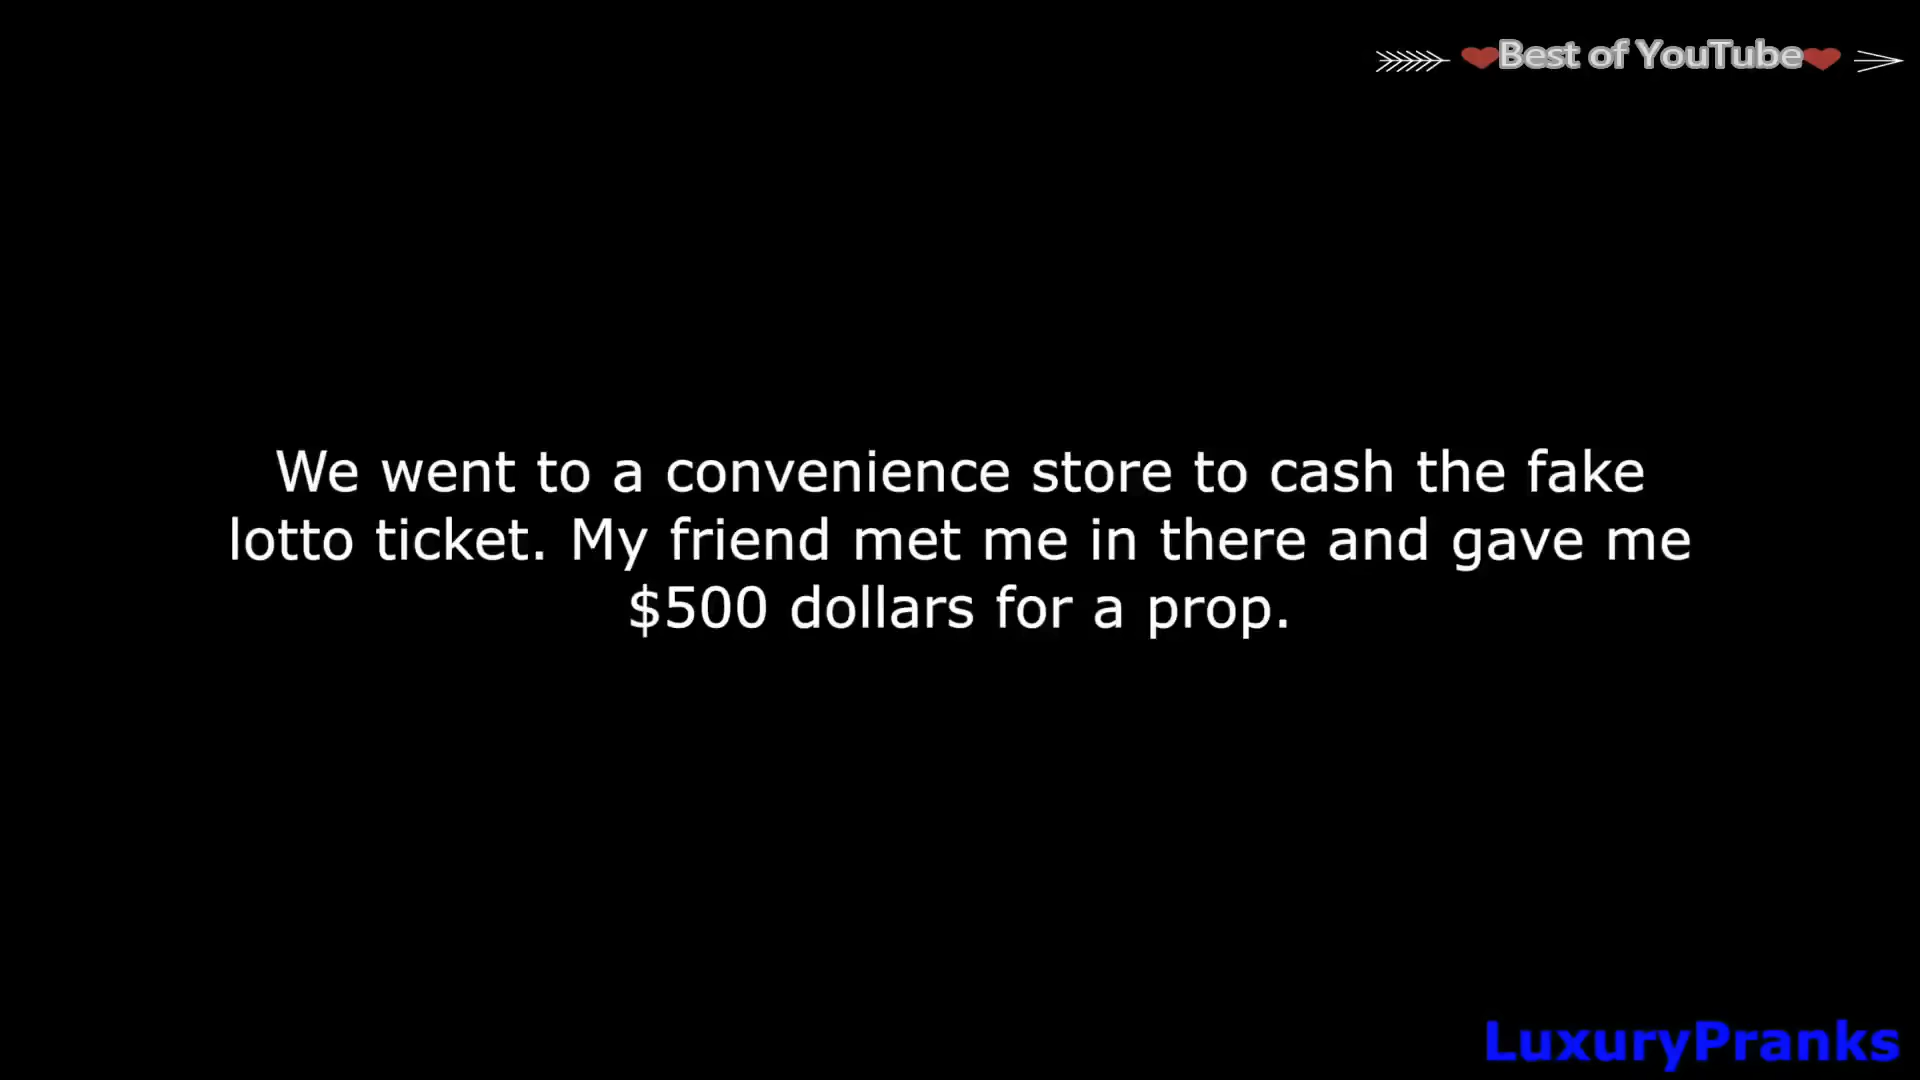 ❤Best of YouTube❤
We went to a convenience store to cash the fake
lotto ticket. My friend met me in there and gave me
$500 dollars for a prop.
LuxuryPranks